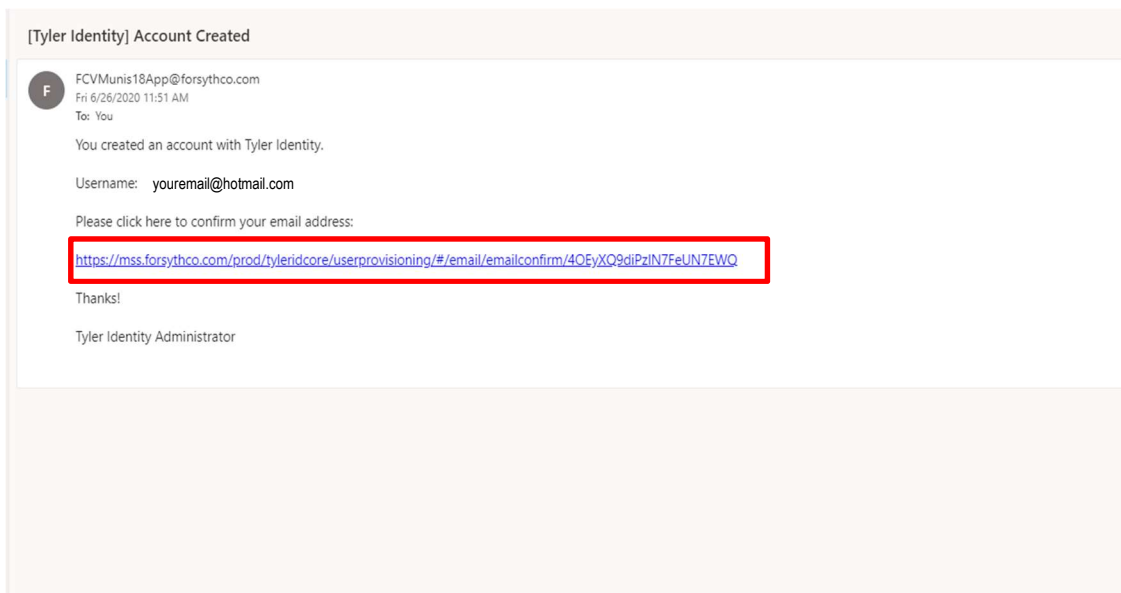 [Tyler Identity] Account Created
F
FCVMunis18App@forsythco.com
Fri 6/26/2020 11:51 AM
To: You
You created an account with Tyler Identity.
Username: youremail@hotmail.com
Please click here to confirm your email address:
https://mss.forsythco.com/prod/tyleridcore/userprovisioning/#/email/emailconfirm/4OEyXQ9diPzIN7FeUN7EWQ
Thanks!
Tyler Identity Administrator